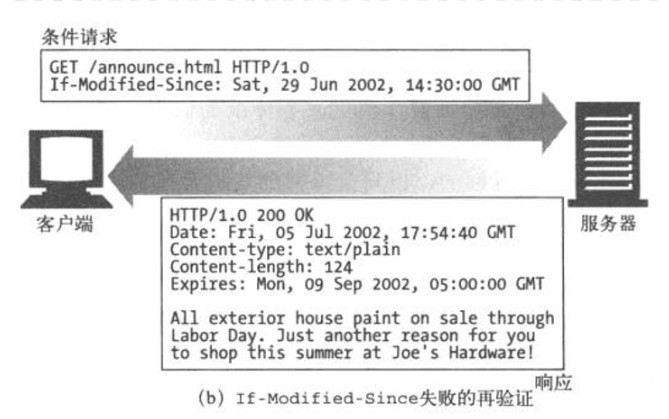 条件请求
GET /announce.html HTTP/1.0
If-Modified-Since: Sat, 29 Jun 2002, 14:30:00 GMT
客户端
服务器
HTTP/1.0 200 OK
Date: Fri, 05 Jul 2002, 17:54:40 GMT
Content-type: text/plain
Content-length: 124
Expires: Mon, 09 Sep 2002, 05:00:00 GMT
All exterior house paint on sale through
Labor Day. Just another reason for you
to shop this summer at Joe's Hardware!
响应
(b) If-Modified-Since失败的再验证